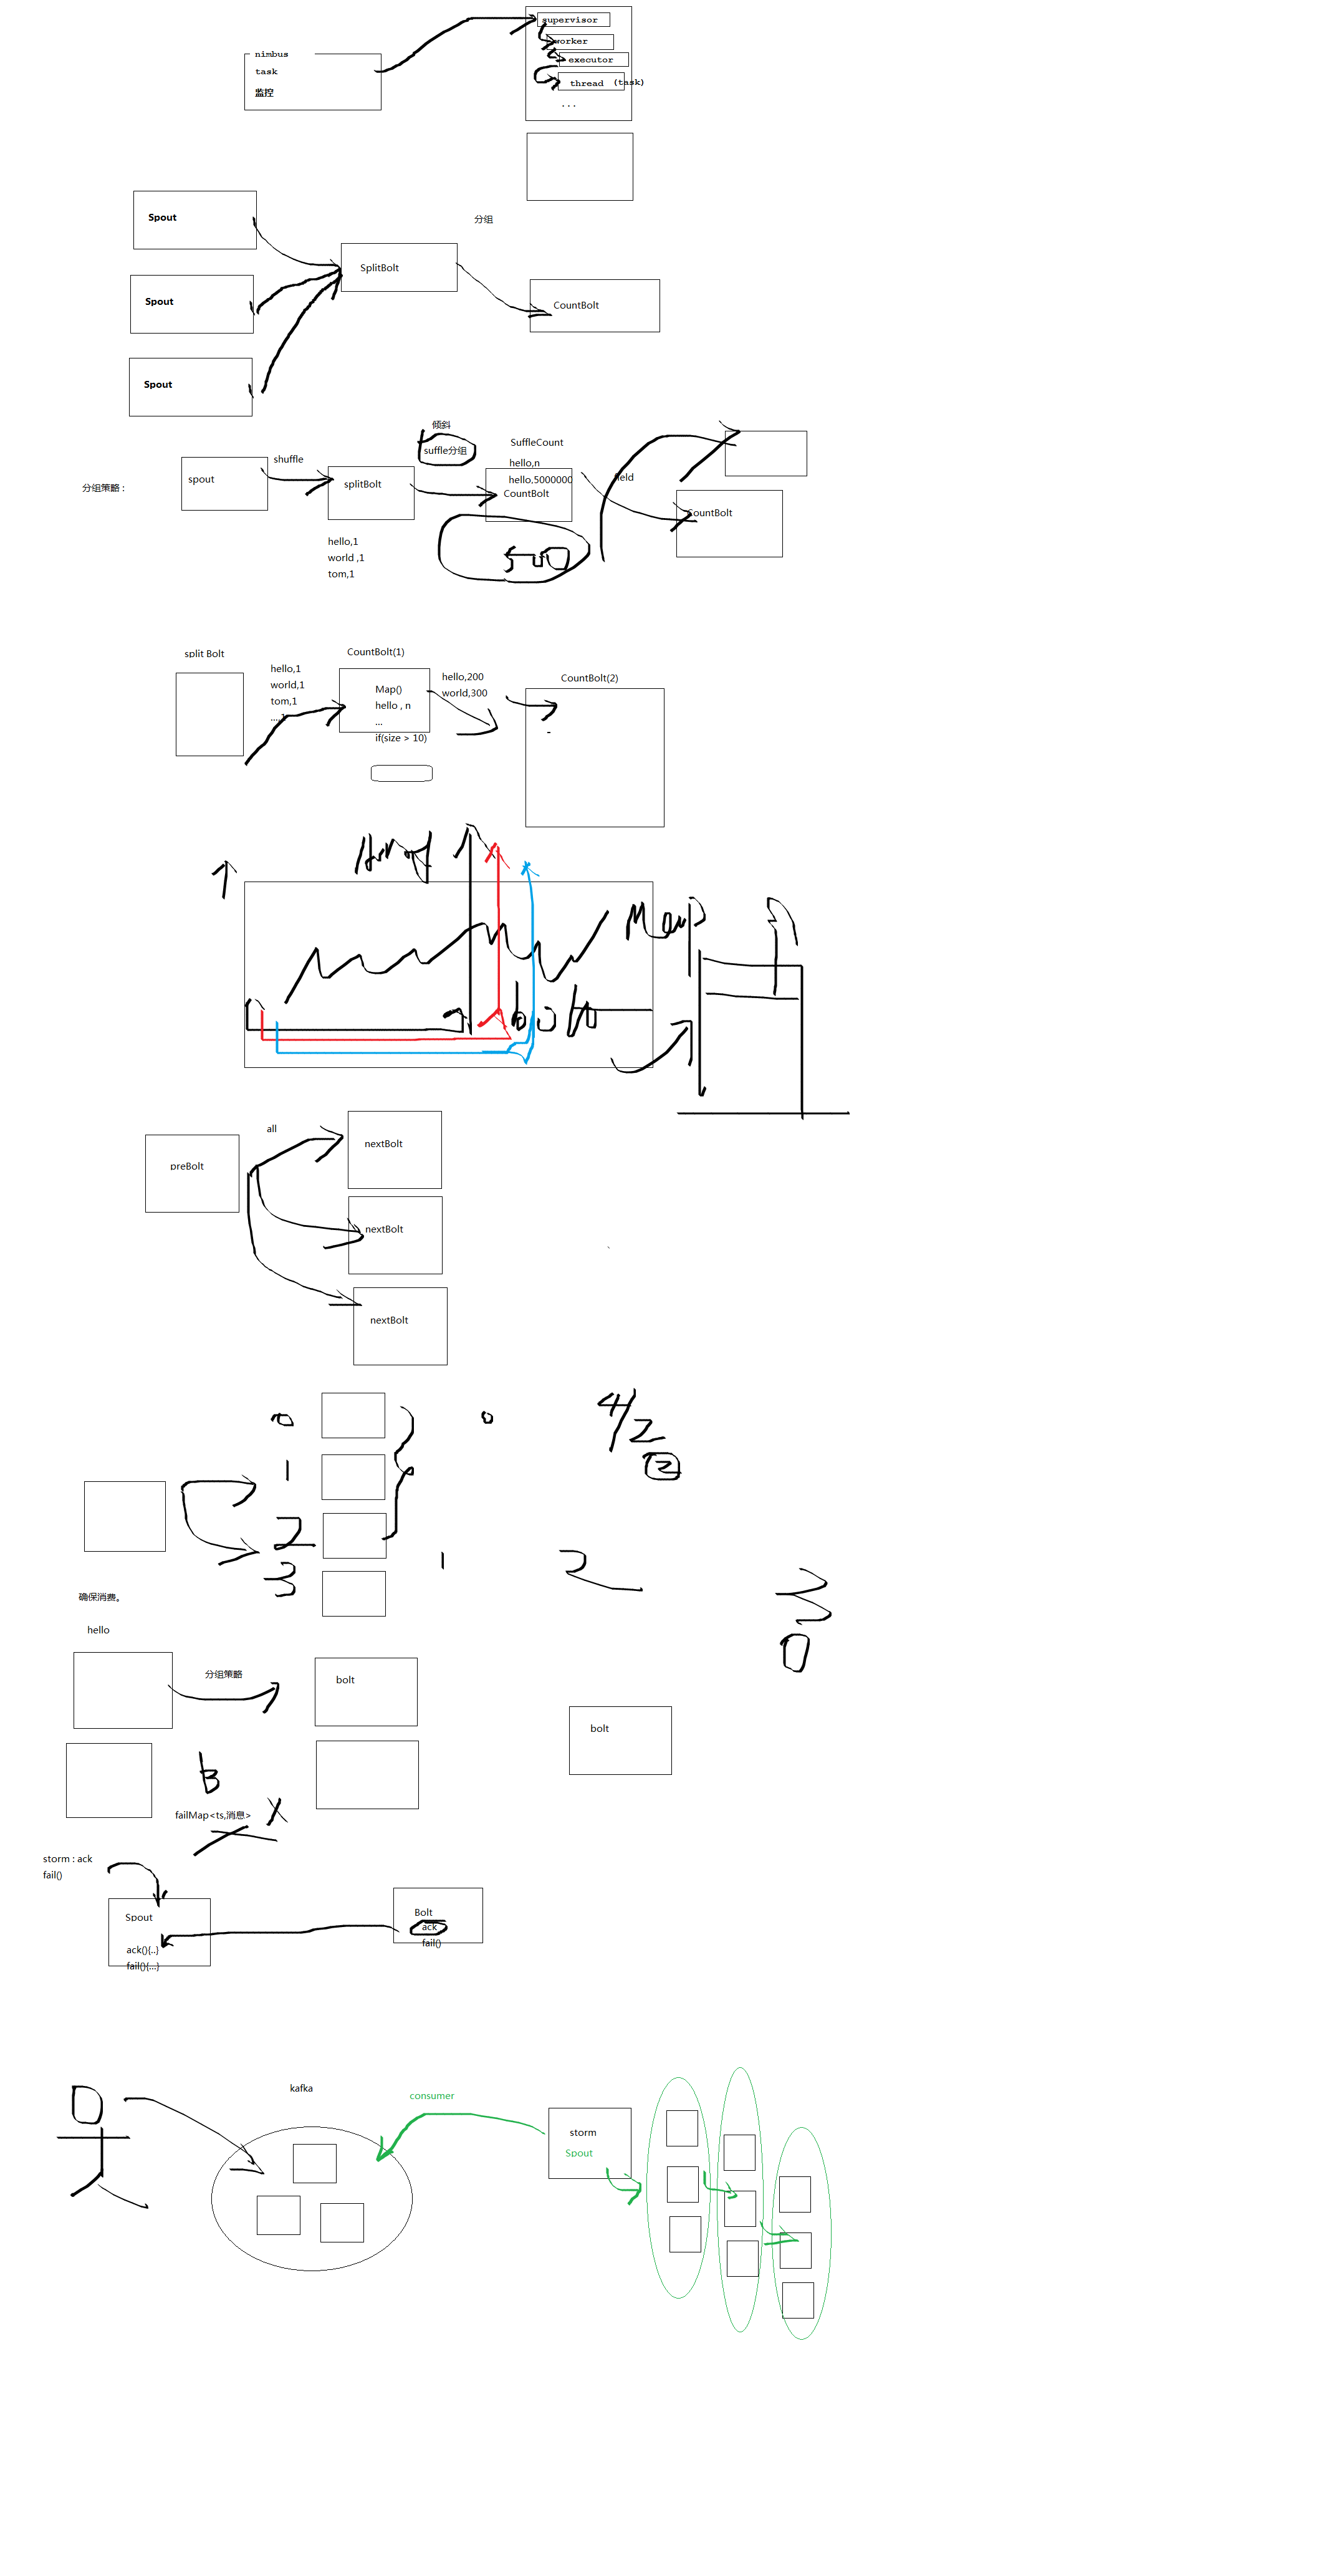 supervisor
worker
executor
thread (task)
...
nimbus
task
监控
Spout
分组
SplitBolt
Spout
CountBolt
Spout
倾斜
suffle分组
SuffleCount
hello,n
hello,5000000
CountBolt
shuffle
spout
splitBolt
field
CountBolt
分组策略 :
hello,1
world ,1
tom,1
split Bolt
CountBolt(1)
hello,1
world,1
tom,1
...,1
Map()
hello , n
...
if(size > 10)
hello,200
world,300
CountBolt(2)
-
Map
all
preBolt
nextBolt
nextBolt
nextBolt
0
1
2
3
0
4/2
2
1
2
3
0
确保消费。
hello
分组策略
bolt
bolt
B
failMap<ts,消息>
X
storm : ack
fail()
Spout
ack(){..}
fail(){...}
Bolt
ack
fail()
kafka
consumer
storm
Spout